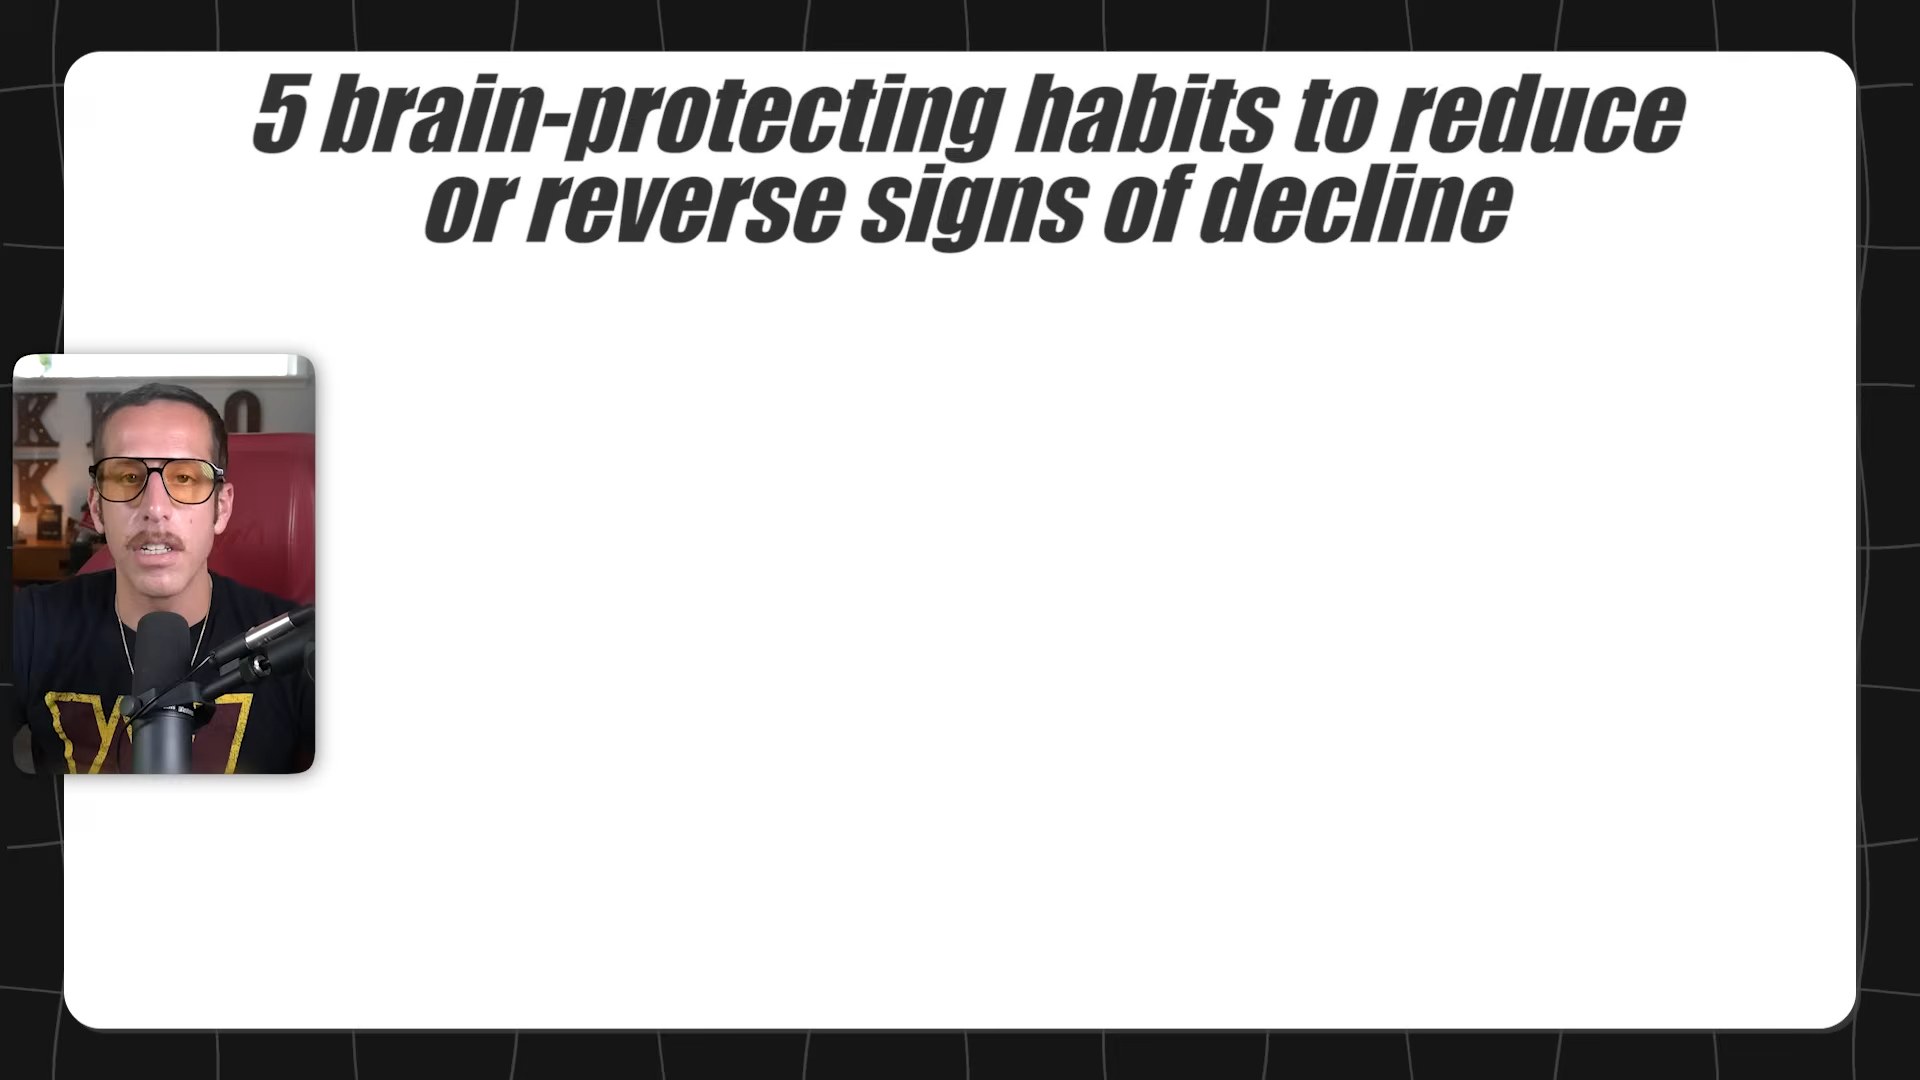 5 brain-protecting habits to reduce
or reverse signs of decline